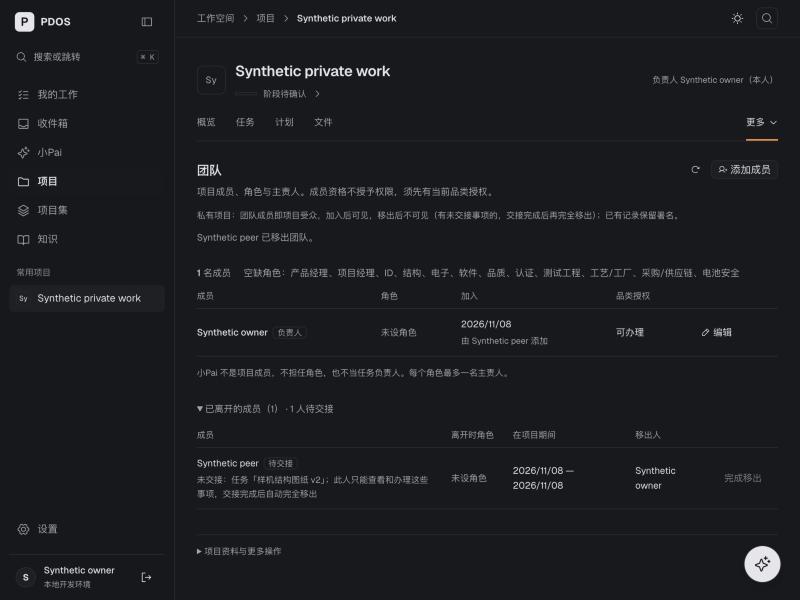 P PDOS
搜索或跳转 ⌘ K
我的工作
收件箱
小Pai
项目
项目集
知识
常用项目
Sy Synthetic private work
设置
S Synthetic owner
本地开发环境
工作空间 > 项目 > Synthetic private work
Sy Synthetic private work
阶段待确认 >
负责人 Synthetic owner（本人）
概览 任务 计划 文件 更多
团队
添加成员
项目成员、角色与主责人。成员资格不授予权限，须先有当前品类授权。
私有项目：团队成员即项目受众，加入后可见，移出后不可见（有未交接事项的，交接完成后再完全移出）；已有记录保留署名。
Synthetic peer 已移出团队。
1 名成员 空缺角色：产品经理、项目经理、ID、结构、电子、软件、品质、认证、测试工程、工艺/工厂、采购/供应链、电池安全
成员 角色 加入 品类授权
Synthetic owner 负责人 未设角色 2026/11/08 可办理 编辑
由 Synthetic peer 添加
小Pai 不是项目成员，不担任角色，也不当任务负责人。每个角色最多一名主责人。
▼已离开的成员（1） · 1 人待交接
成员 离开时角色 在项目期间 移出人
Synthetic peer 待交接
未交接：任务「样机结构图纸 v2」；此人只能查看和办理这些
事项，交接完成后自动完全移出
未设角色
2026/11/08 —
2026/11/08
Synthetic
owner
完成移出
▶项目资料与更多操作